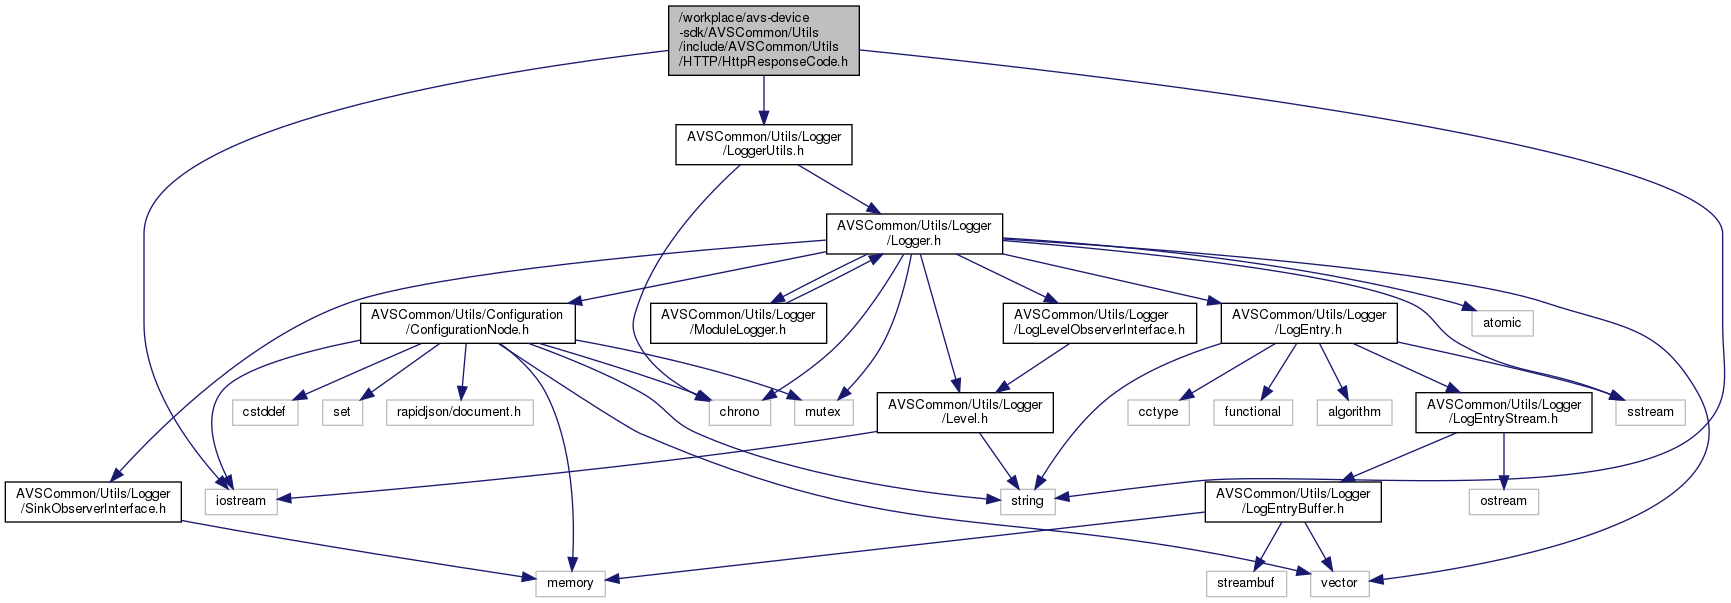 /workplace/avs-device
-sdk/AVSCommon/Utils
/include/AVSCommon/Utils
/HTTP/HttpResponseCode.h
AVSCommon/Utils/Logger
/LoggerUtils.h
AVSCommon/Utils/Logger
/Logger.h
AVSCommon/Utils/Configuration
/ConfigurationNode.h
AVSCommon/Utils/Logger
/ModuleLogger.h
AVSCommon/Utils/Logger
/LogLevelObserverInterface.h
AVSCommon/Utils/Logger
/LogEntry.h
atomic
cstddef
set
rapidjson/document.h
chrono
mutex
AVSCommon/Utils/Logger
/Level.h
cctype
functional
algorithm
AVSCommon/Utils/Logger
/LogEntryStream.h
sstream
AVSCommon/Utils/Logger
/SinkObserverInterface.h
iostream
string
AVSCommon/Utils/Logger
/LogEntryBuffer.h
ostream
memory
streambuf
vector